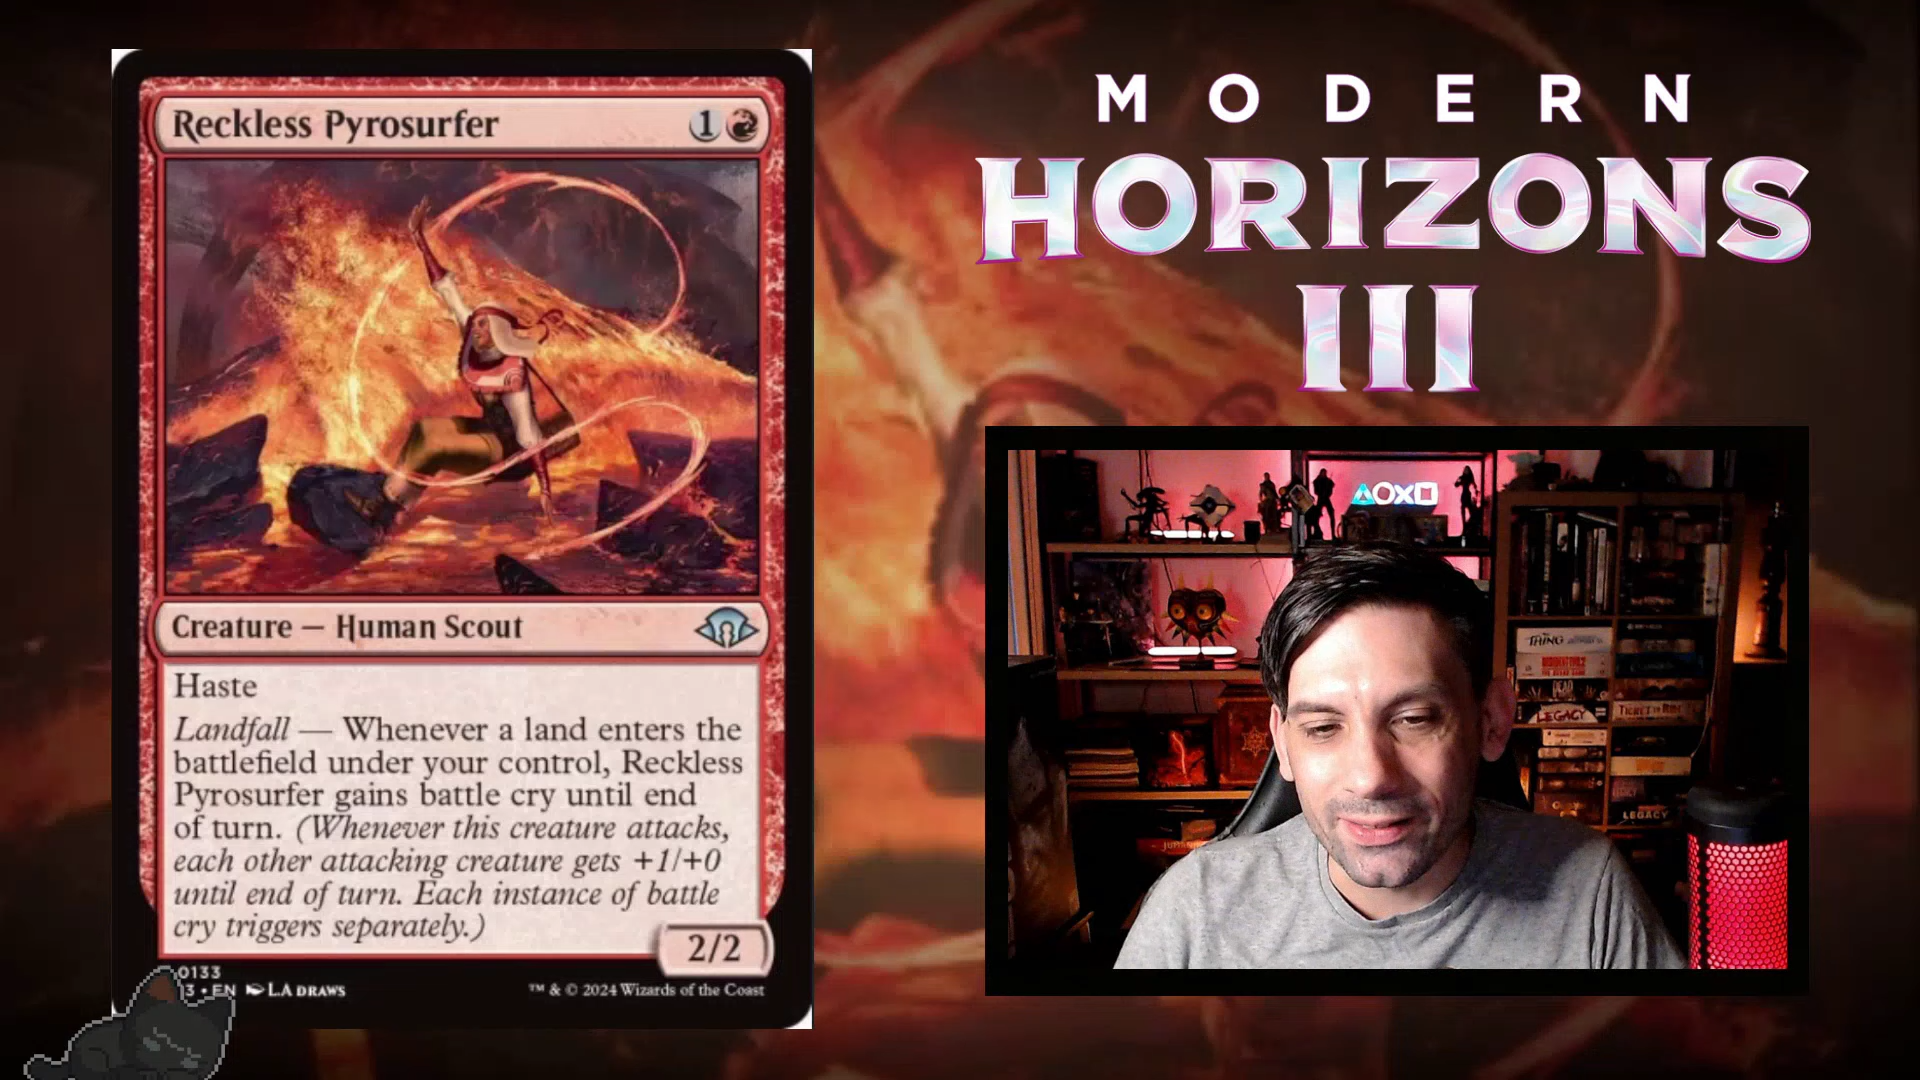 Reckless Pyrosurfer
1
Creature — Human Scout
Haste
Landfall — Whenever a land enters the
battlefield under your control, Reckless
Pyrosurfer gains battle cry until end
of turn. (Whenever this creature attacks,
each other attacking creature gets +1/+0
until end of turn. Each instance of battle
cry triggers separately.)
2/2
0133
3 • EN LA DRAWS
™ & © 2024 Wizards of the Coast
MODERN
HORIZONS
III
THE THING
DEAD
LEGACY
TICKET TO RIDE
LEGACY